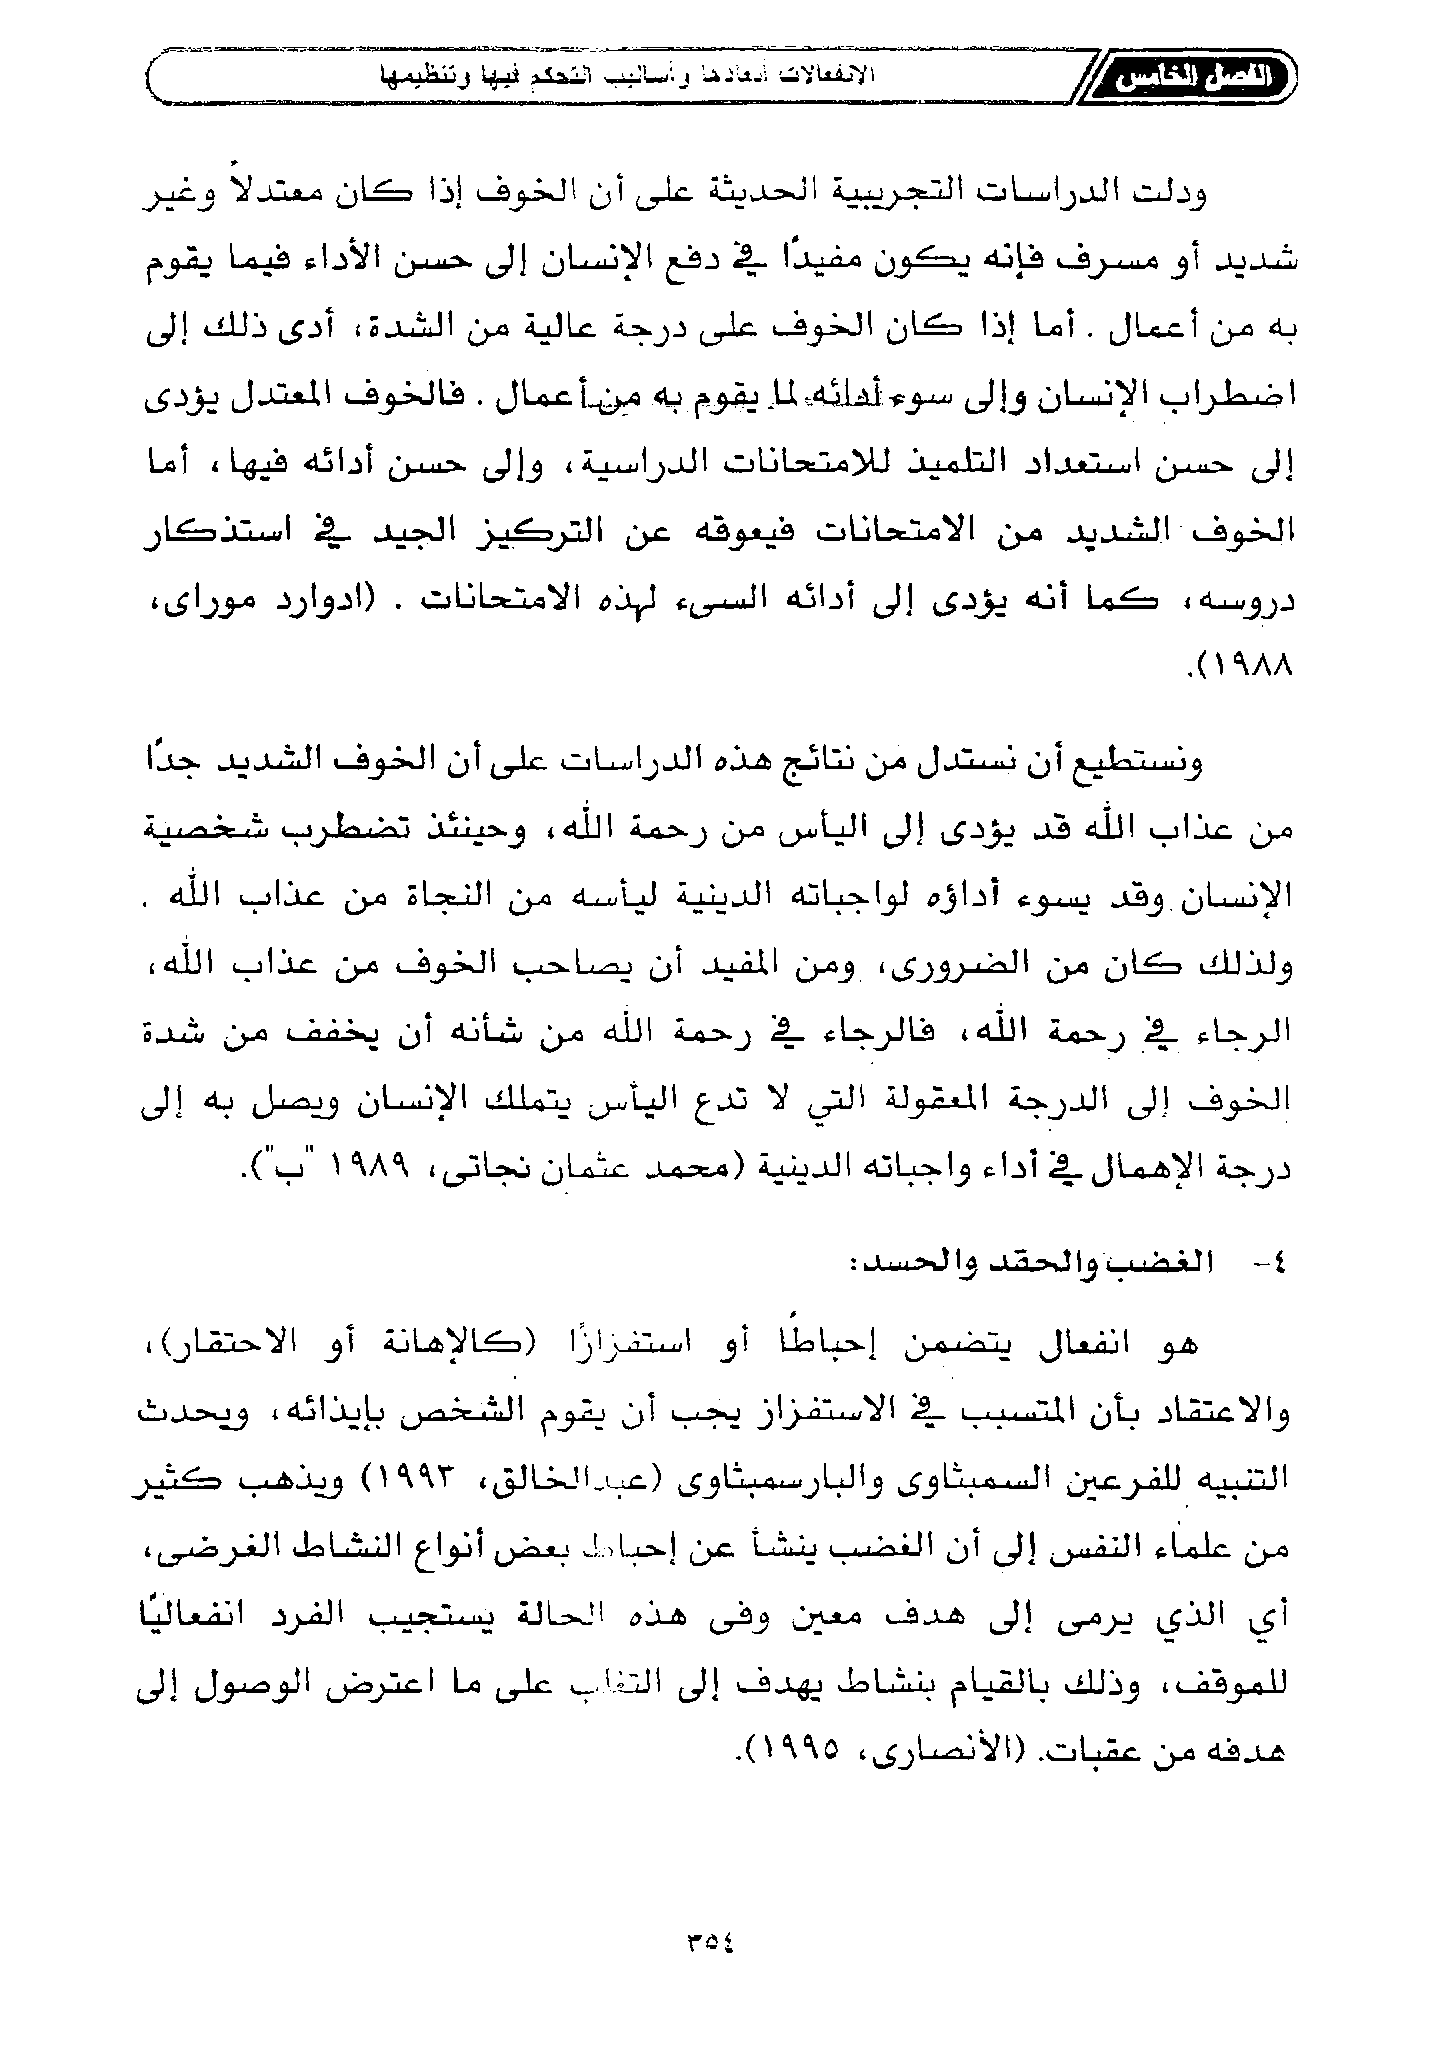 الفصل الخامس
الانفعالات أبعادها وأساليب التحكم فيها وتنظيمها
ودلت الدراسات التجريبية الحديثة على أن الخوف إذا كان معتدلاً وغير
شديد أو مسرف فإنه يكون مفيدًا في دفع الإنسان إلى حسن الأداء فيما يقوم
به من أعمال . أما إذا كان الخوف على درجة عالية من الشدة، أدى ذلك إلى
اضطراب الإنسان وإلى سوء أدائه لما يقوم به من أعمال . فالخوف المعتدل يؤدى
إلى حسن استعداد التلميذ للامتحانات الدراسية، وإلى حسن أدائه فيها، أما
الخوف الشديد من الامتحانات فيعوقه عن التركيز الجيد في استذكار
دروسه، كما أنه يؤدى إلى أدائه السىء لهذه الامتحانات . (ادوارد موراى،
١٩٨٨).
ونستطيع أن نستدل من نتائج هذه الدراسات على أن الخوف الشديد جدًا
من عذاب الله قد يؤدى إلى اليأس من رحمة الله، وحينئذ تضطرب شخصية
الإنسان وقد يسوء أداؤه لواجباته الدينية ليأسه من النجاة من عذاب الله .
ولذلك كان من الضرورى، ومن المفيد أن يصاحب الخوف من عذاب الله،
الرجاء في رحمة الله، فالرجاء في رحمة الله من شأنه أن يخفف من شدة
الخوف إلى الدرجة المعقولة التي لا تدع اليأس يتملك الإنسان ويصل به إلى
درجة الإهمال في أداء واجباته الدينية (محمد عثمان نجاتى، ١٩٨٩ "ب").
٤- الغضب والحقد والحسد:
هو انفعال يتضمن إحباطًا أو استفزازًا (كالإهانة أو الاحتقار)،
والاعتقاد بأن المتسبب في الاستفزاز يجب أن يقوم الشخص بإيذائه، ويحدث
التنبيه للفرعين السمبثاوى والبارسمبثاوى (عبدالخالق، ١٩٩٣) ويذهب كثير
من علماء النفس إلى أن الغضب ينشأ عن إحباط بعض أنواع النشاط الغرضى،
أي الذي يرمى إلى هدف معين وفى هذه الحالة يستجيب الفرد انفعاليًا
للموقف، وذلك بالقيام بنشاط يهدف إلى التغلب على ما اعترض الوصول إلى
هدفه من عقبات. (الأنصارى، ١٩٩٥).
٣٥٤